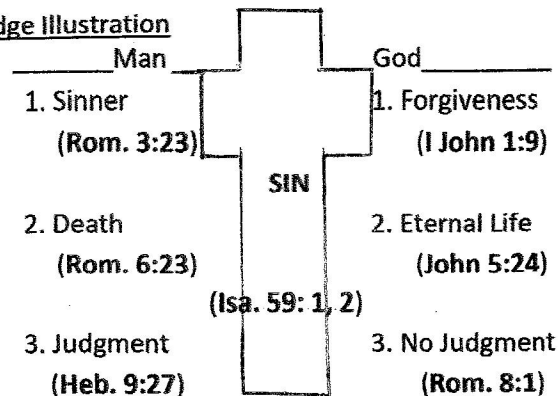 dge Illustration
Man God
1. Sinner 1. Forgiveness
(Rom. 3:23) (I John 1:9)
SIN
2. Death 2. Eternal Life
(Rom. 6:23) (John 5:24)
(Isa. 59: 1, 2)
3. Judgment 3. No Judgment
(Heb. 9:27) (Rom. 8:1)